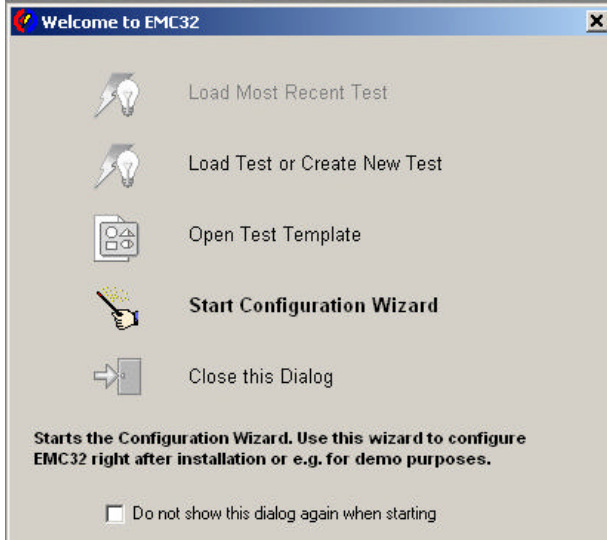 Welcome to EMC32
Load Most Recent Test
Load Test or Create New Test
Open Test Template
Start Configuration Wizard
Close this Dialog
Starts the Configuration Wizard. Use this wizard to configure
EMC32 right after installation or e.g. for demo purposes.
Do not show this dialog again when starting